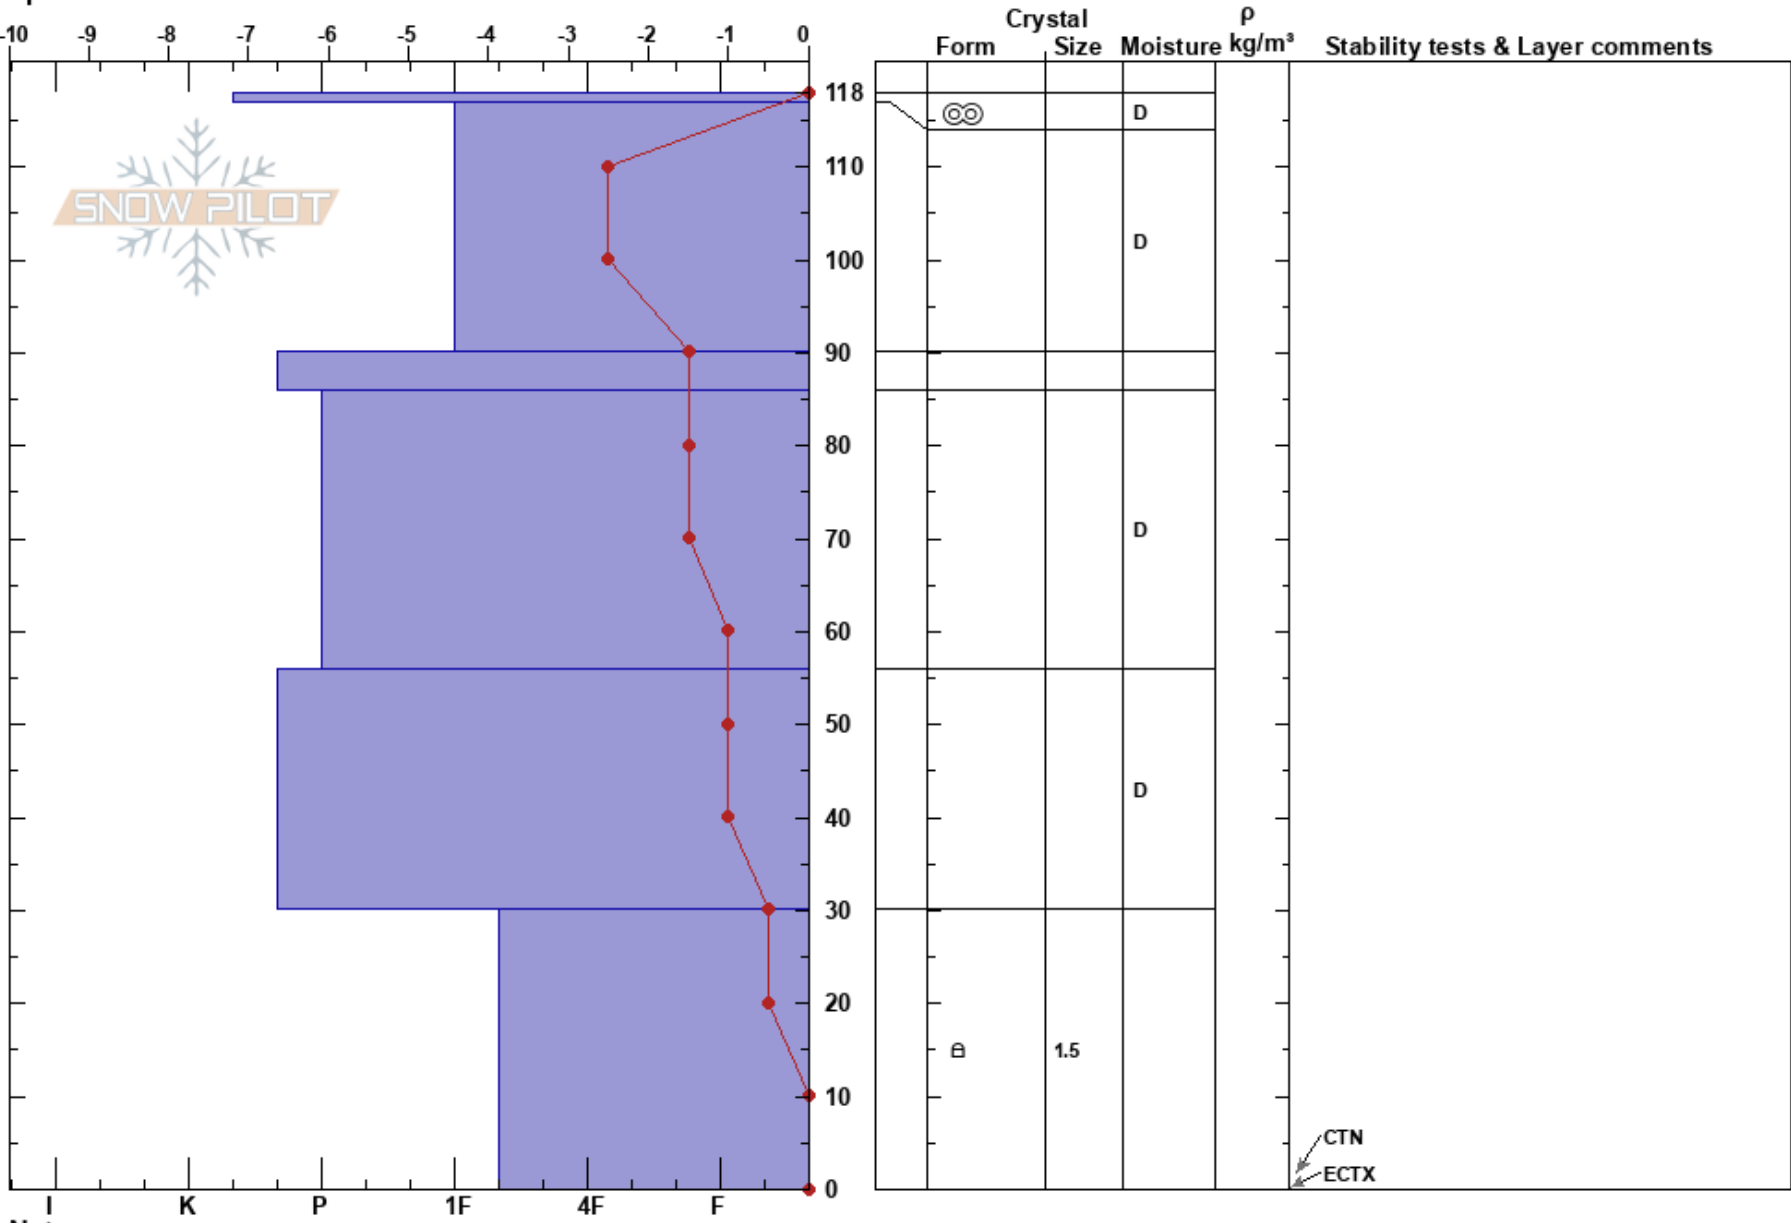 Crystal ρ
-10 -9 -8 -7 -6 -5 -4 -3 -2 -1 0 Form Size Moisture kg/m³ Stability tests & Layer comments
118
D
SNOW PILOT
110
D
100
90
80
D
70
60
50
D
40
30
20
1.5
10
CTN
ECTX
0
I K P 1F 4F F